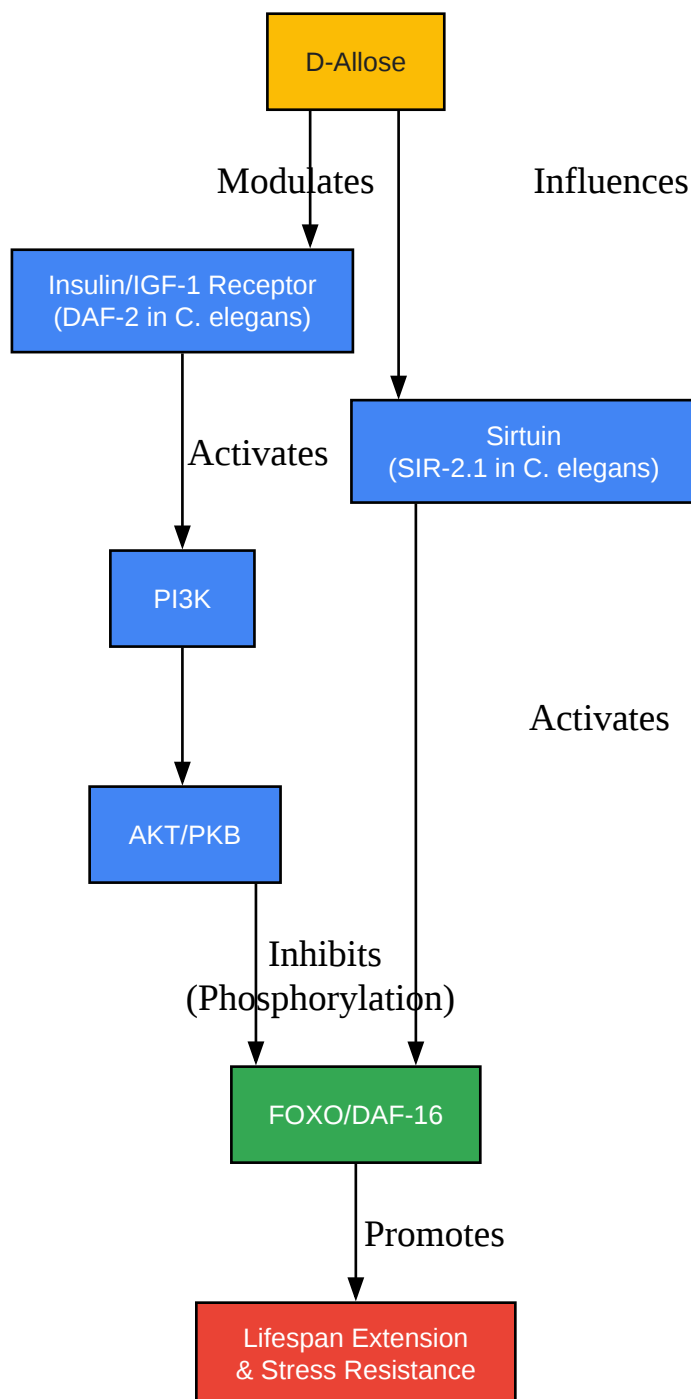 D-Allose
Modulates
Influences
Insulin/IGF-1 Receptor
(DAF-2 in C. elegans)
Sirtuin
(SIR-2.1 in C. elegans)
Activates
PI3K
Activates
AKT/PKB
Inhibits
(Phosphorylation)
FOXO/DAF-16
Promotes
Lifespan Extension
& Stress Resistance